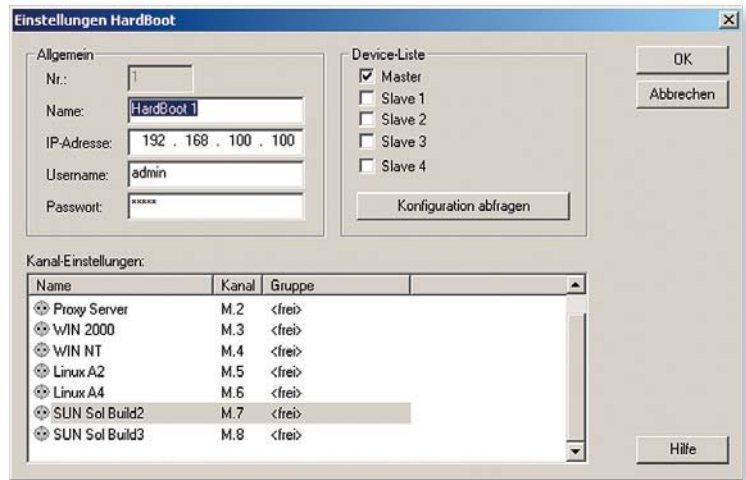 Einstellungen HardBoot
Allgemein
Nr.: 1
Name: HardBoot 1
IP-Adresse: 192 . 168 . 100 . 100
Username: admin
Passwort: *****
Device-Liste
Master
Slave 1
Slave 2
Slave 3
Slave 4
Konfiguration abfragen
OK
Abbrechen
Kanal-Einstellungen:
Name Kanal Gruppe
Proxy Server M.2 <frei>
WIN 2000 M.3 <frei>
WIN NT M.4 <frei>
Linux A2 M.5 <frei>
Linux A4 M.6 <frei>
SUN Sol Build2 M.7 <frei>
SUN Sol Build3 M.8 <frei>
Hilfe